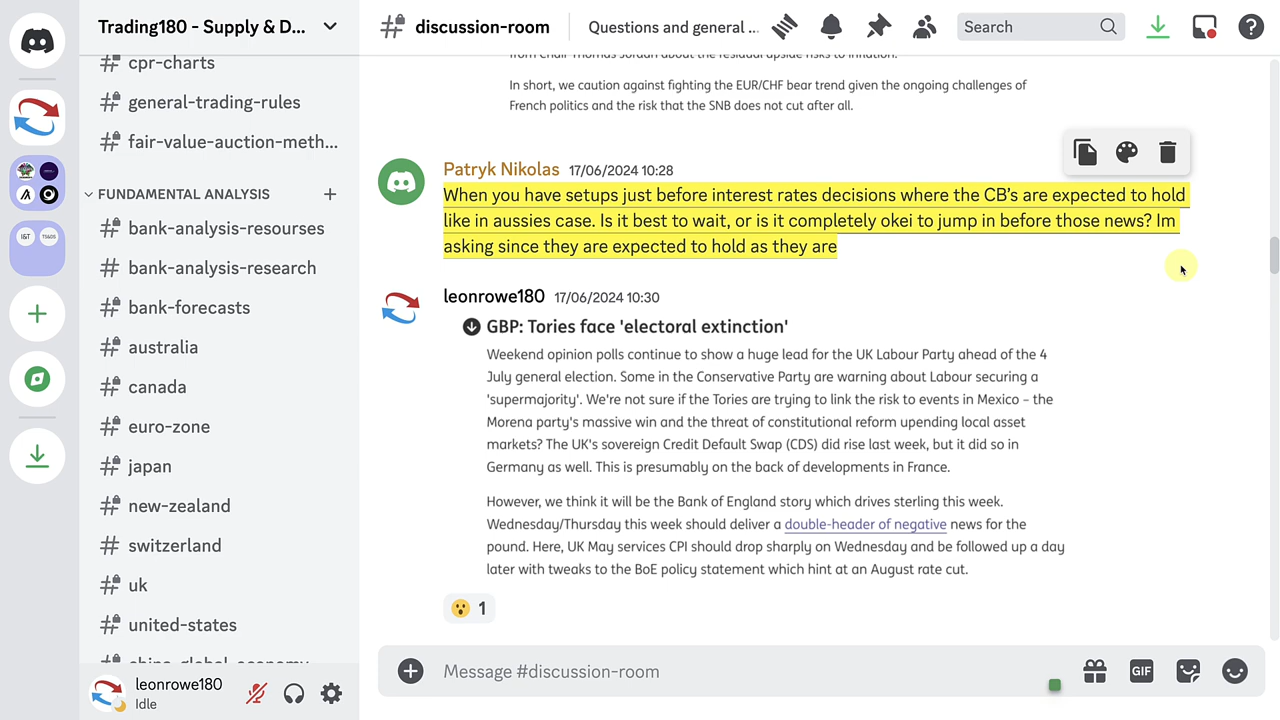 Trading180 - Supply & D...
cpr-charts
general-trading-rules
fair-value-auction-meth...
FUNDAMENTAL ANALYSIS
bank-analysis-resourses
bank-analysis-research
bank-forecasts
australia
canada
euro-zone
japan
new-zealand
switzerland
uk
united-states
china-global-economy
leonrowe180
Idle
discussion-room
Questions and general ...
Search
from Chair Thomas Jordan about the residual upside risks to inflation.
In short, we caution against fighting the EUR/CHF bear trend given the ongoing challenges of
French politics and the risk that the SNB does not cut after all.
Patryk Nikolas 17/06/2024 10:28
When you have setups just before interest rates decisions where the CB's are expected to hold
like in aussies case. Is it best to wait, or is it completely okei to jump in before those news? Im
asking since they are expected to hold as they are
leonrowe180 17/06/2024 10:30
GBP: Tories face 'electoral extinction'
Weekend opinion polls continue to show a huge lead for the UK Labour Party ahead of the 4
July general election. Some in the Conservative Party are warning about Labour securing a
'supermajority'. We're not sure if the Tories are trying to link the risk to events in Mexico – the
Morena party's massive win and the threat of constitutional reform upending local asset
markets? The UK's sovereign Credit Default Swap (CDS) did rise last week, but it did so in
Germany as well. This is presumably on the back of developments in France.
However, we think it will be the Bank of England story which drives sterling this week.
Wednesday/Thursday this week should deliver a double-header of negative news for the
pound. Here, UK May services CPI should drop sharply on Wednesday and be followed up a day
later with tweaks to the BoE policy statement which hint at an August rate cut.
1
Message #discussion-room
GIF